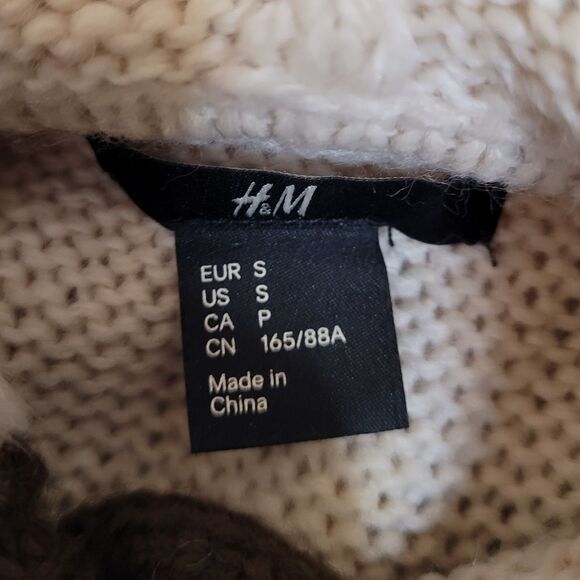 H&M
EUR S
US S
CA P
CN 165/88A
Made in
China